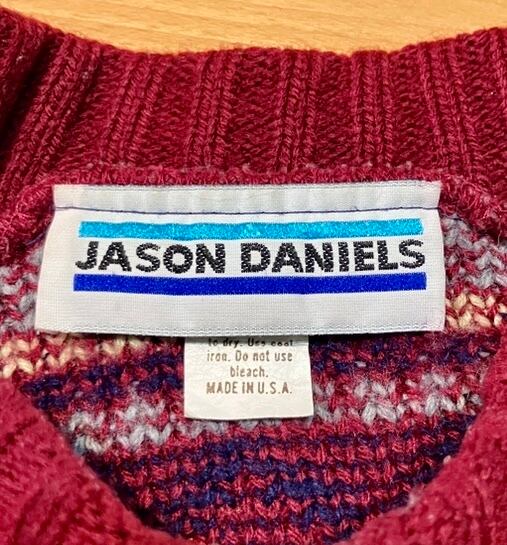 JASON DANIELS
to dry. Use cool
iron. Do not use
bleach.
MADE IN U.S.A.